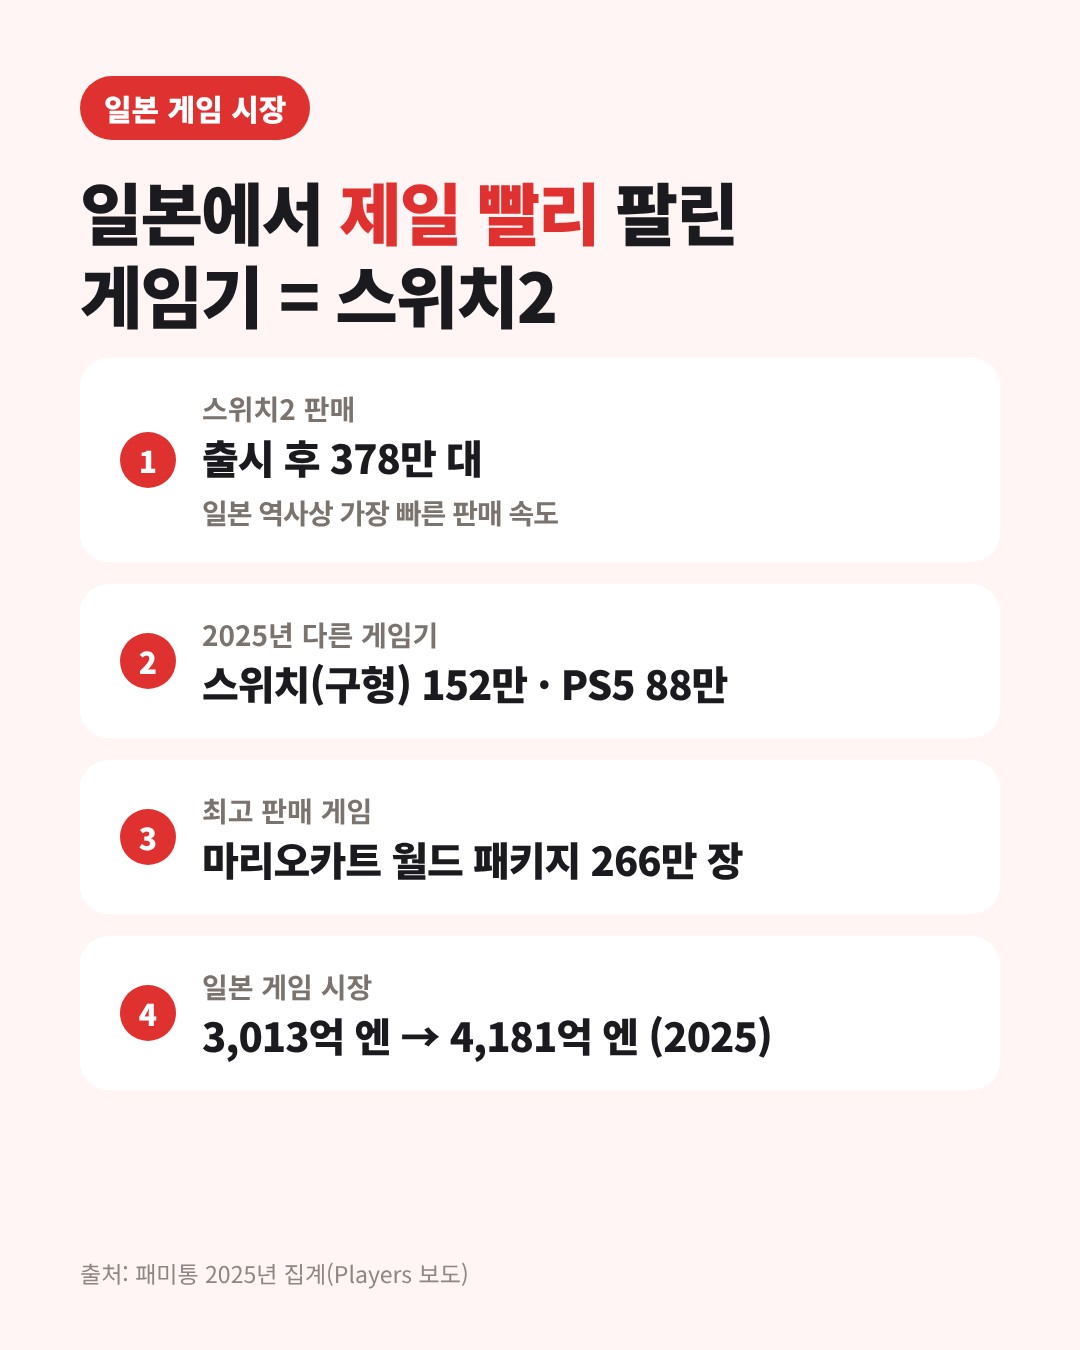 일본 게임 시장
일본에서 제일 빨리 팔린
게임기 = 스위치2
스위치2 판매
1
출시 후 378만 대
일본 역사상 가장 빠른 판매 속도
2025년 다른 게임기
2
스위치(구형) 152만 · PS5 88만
최고 판매 게임
3
마리오카트 월드 패키지 266만 장
일본 게임 시장
4
3,013억 엔 → 4,181억 엔 (2025)
출처: 패미통 2025년 집계(Players 보도)